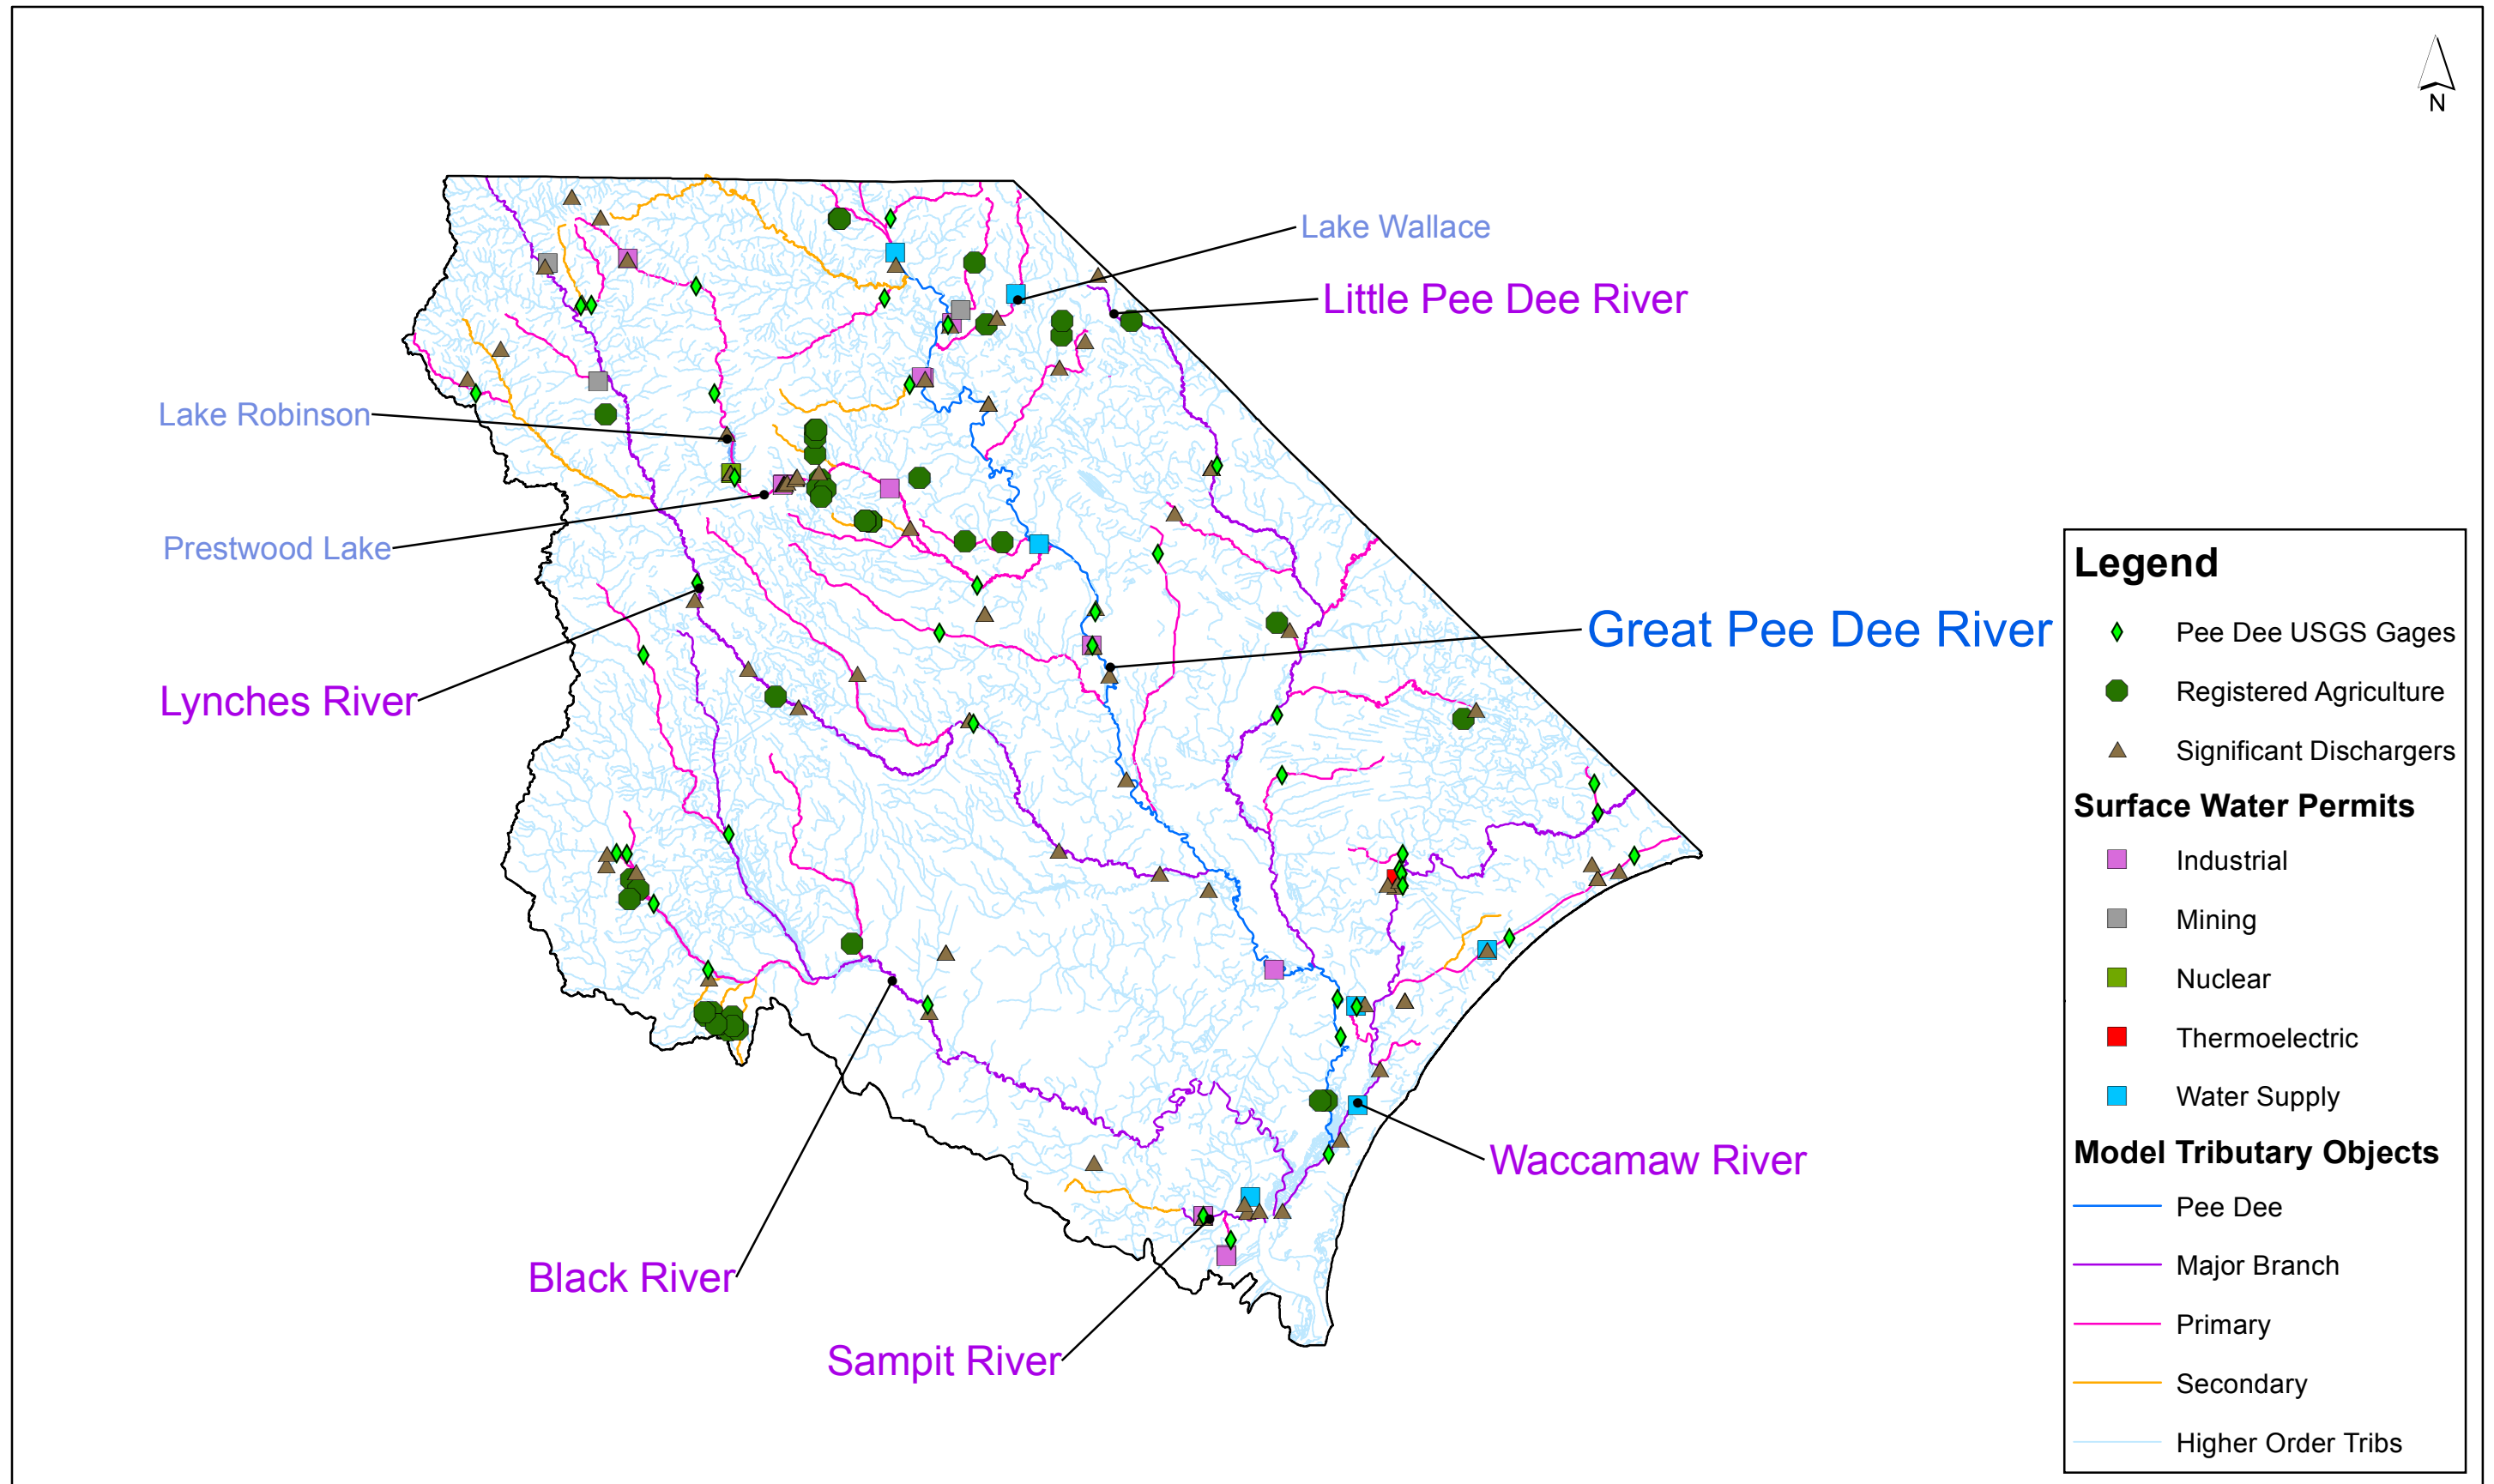 N
Lake Wallace
Little Pee Dee River
Lake Robinson
Prestwood Lake
Great Pee Dee River
Lynches River
Waccamaw River
Black River
Sampit River
Legend
Pee Dee USGS Gages
Registered Agriculture
Significant Dischargers
Surface Water Permits
Industrial
Mining
Nuclear
Thermoelectric
Water Supply
Model Tributary Objects
Pee Dee
Major Branch
Primary
Secondary
Higher Order Tribs